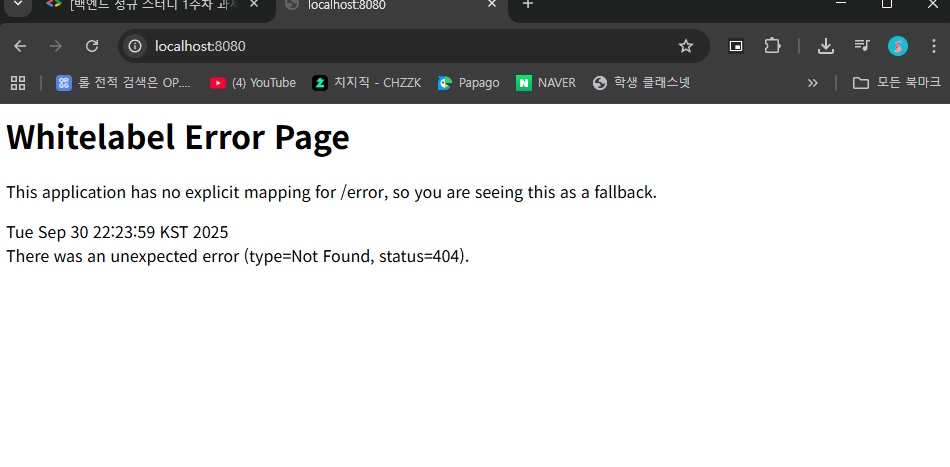 [백엔드 정규 스터디 1주차 과제
localhost:8080
localhost:8080
롤 전적 검색은 OP....
(4) YouTube
치지직 - CHZZK
Papago
NAVER
학생 클래스넷
모든 북마크
Whitelabel Error Page
This application has no explicit mapping for /error, so you are seeing this as a fallback.
Tue Sep 30 22:23:59 KST 2025
There was an unexpected error (type=Not Found, status=404).